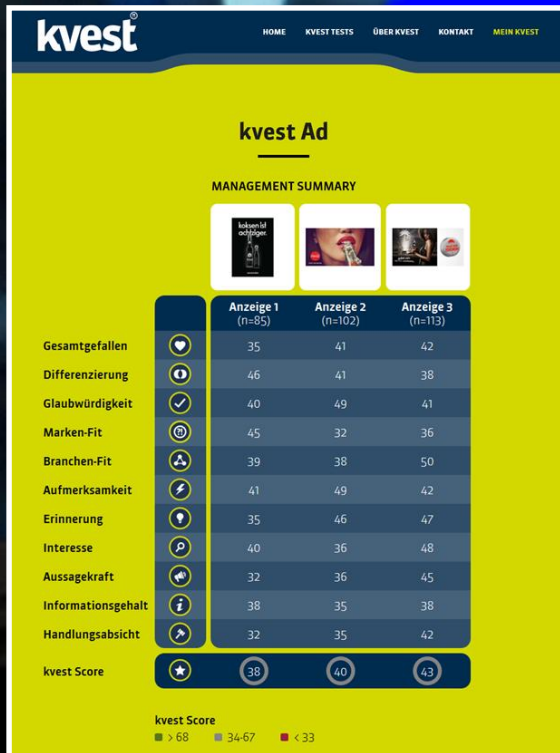 kvest®
HOME KVEST TESTS ÜBER KVEST KONTAKT MEIN KVEST
kvest Ad
MANAGEMENT SUMMARY
koksen ist
achtziger.
Anzeige 1 Anzeige 2 Anzeige 3
(n=85) (n=102) (n=113)
Gesamtgefallen 35 41 42
Differenzierung 46 41 38
Glaubwürdigkeit 40 49 41
Marken-Fit 45 32 36
Branchen-Fit 39 38 50
Aufmerksamkeit 41 49 42
Erinnerung 35 46 47
Interesse 40 36 48
Aussagekraft 32 36 45
Informationsgehalt 38 35 38
Handlungsabsicht 32 35 42
kvest Score 38 40 43
kvest Score
> 68 34-67 < 33